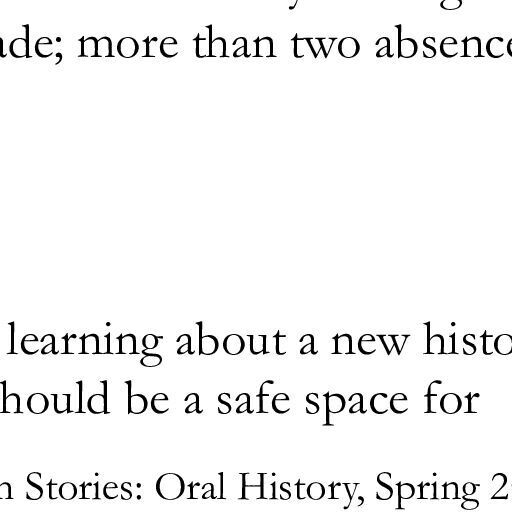 ade; more than two absence
learning about a new histo
hould be a safe space for
n Stories: Oral History, Spring 2